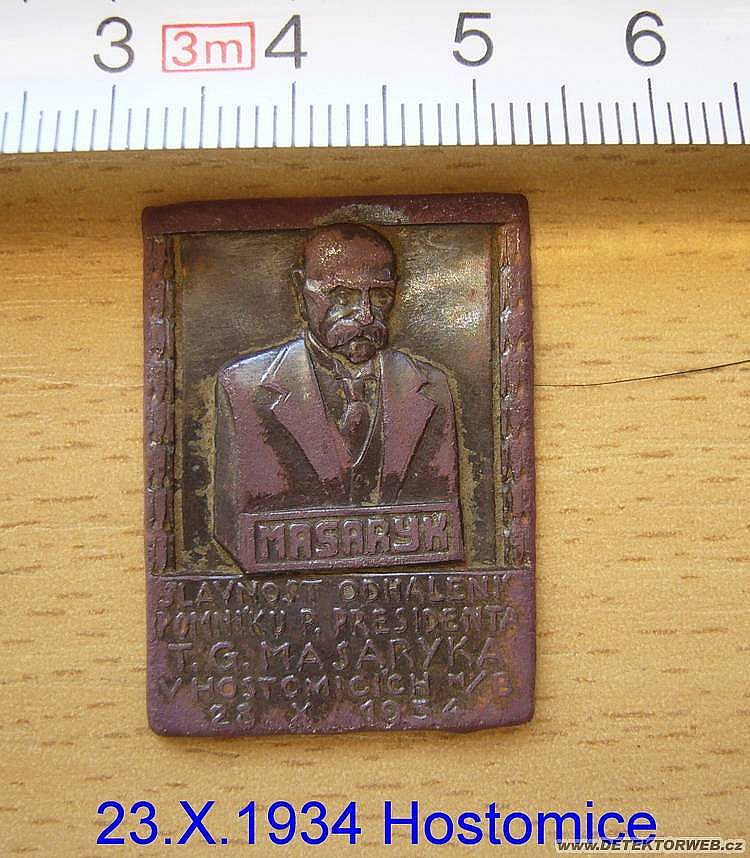 3 3m 4 5 6
MASARYK
SLAVNOST ODHALENÍ
POMNÍKU P. PRESIDENTA
T. G. MASARYKA
V HOSTOMICÍCH N/B
28 X 1934
23.X.1934 Hostomice
www.DETEKTORWEB.cz